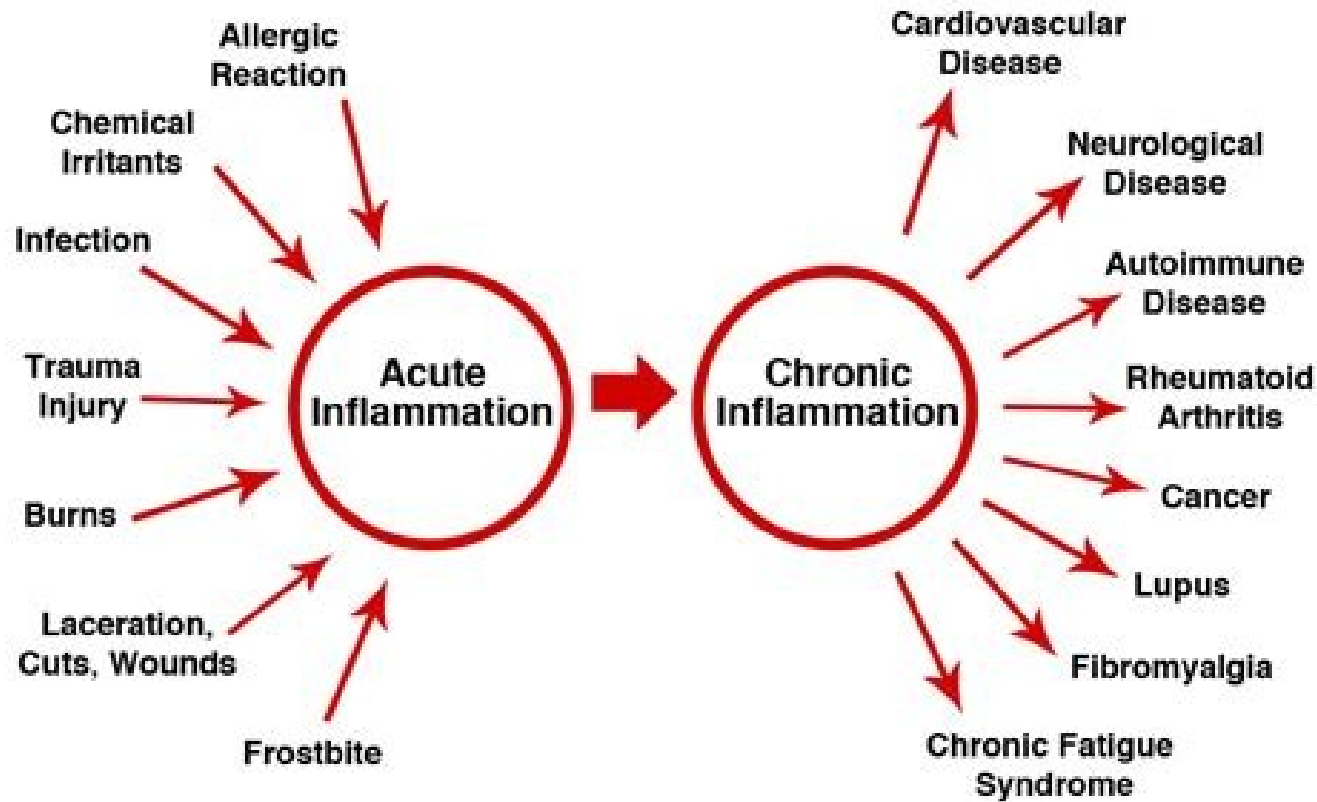 Allergic
Reaction
Chemical
Irritants
Infection
Trauma
Injury
Burns
Laceration,
Cuts, Wounds
Frostbite
Acute
Inflammation
Chronic
Inflammation
Cardiovascular
Disease
Neurological
Disease
Autoimmune
Disease
Rheumatoid
Arthritis
Cancer
Lupus
Fibromyalgia
Chronic Fatigue
Syndrome